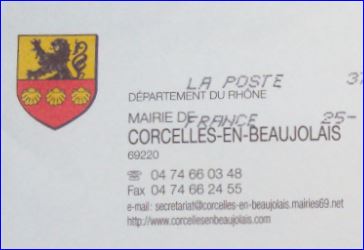 LA POSTE 37
DÉPARTEMENT DU RHÔNE
MAIRIE DE
FRANCE 25-
CORCELLES-EN-BEAUJOLAIS
69220
☏ 04 74 66 03 48
Fax 04 74 66 24 55
e-mail : secretariat@corcelles-en-beaujolais.mairies69.net
http://www.corcellesenbeaujolais.com